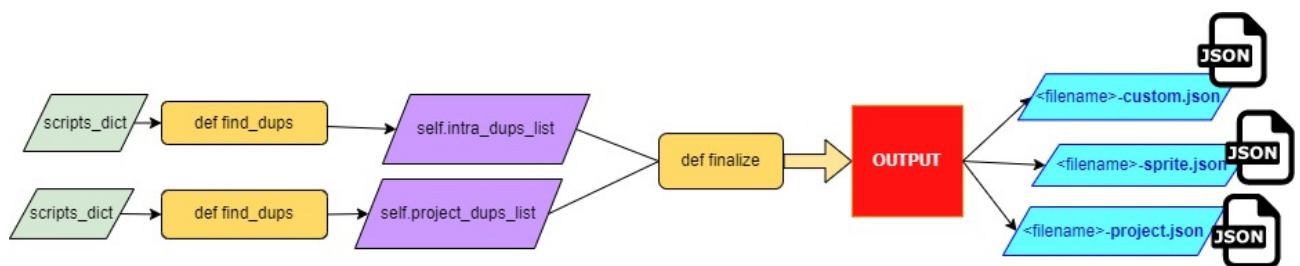 JSON
<filename>-custom.json
scripts_dict
def find_dups
self.intra_dups_list
def finalize
OUTPUT
<filename>-sprite.json
JSON
scripts_dict
def find_dups
self.project_dups_list
<filename>-project.json
JSON